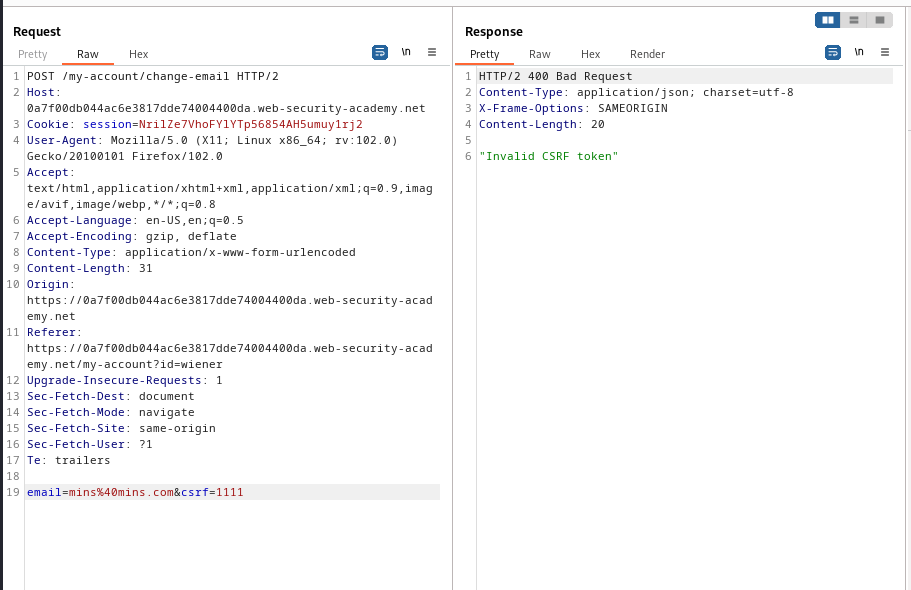 Request
Pretty Raw Hex
\n
1 POST /my-account/change-email HTTP/2
2 Host:
0a7f00db044ac6e3817dde74004400da.web-security-academy.net
3 Cookie: session=NrilZe7VhoFYlYTp56854AH5umuy1rj2
4 User-Agent: Mozilla/5.0 (X11; Linux x86_64; rv:102.0)
Gecko/20100101 Firefox/102.0
5 Accept:
text/html,application/xhtml+xml,application/xml;q=0.9,imag
e/avif,image/webp,*/*;q=0.8
6 Accept-Language: en-US,en;q=0.5
7 Accept-Encoding: gzip, deflate
8 Content-Type: application/x-www-form-urlencoded
9 Content-Length: 31
10 Origin:
https://0a7f00db044ac6e3817dde74004400da.web-security-acad
emy.net
11 Referer:
https://0a7f00db044ac6e3817dde74004400da.web-security-acad
emy.net/my-account?id=wiener
12 Upgrade-Insecure-Requests: 1
13 Sec-Fetch-Dest: document
14 Sec-Fetch-Mode: navigate
15 Sec-Fetch-Site: same-origin
16 Sec-Fetch-User: ?1
17 Te: trailers
18
19 email=mins%40mins.com&csrf=1111
Response
Pretty Raw Hex Render
\n
1 HTTP/2 400 Bad Request
2 Content-Type: application/json; charset=utf-8
3 X-Frame-Options: SAMEORIGIN
4 Content-Length: 20
5
6 "Invalid CSRF token"